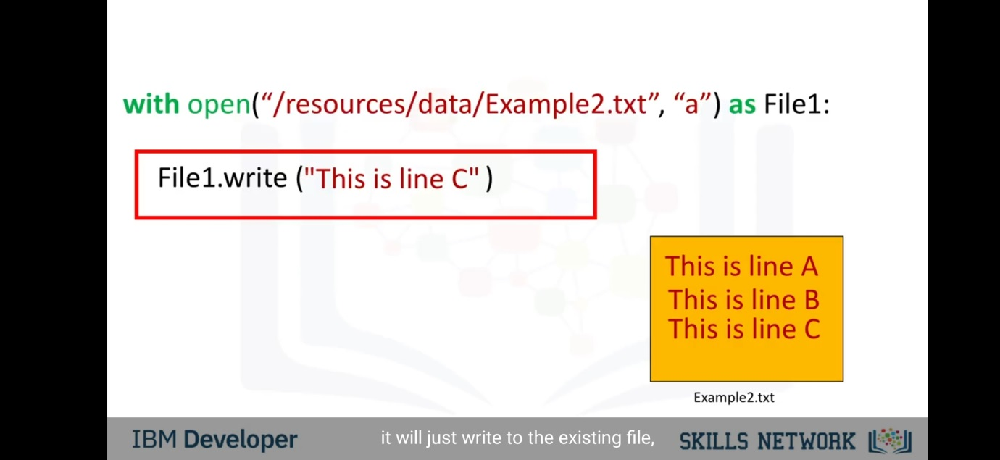 with open(“/resources/data/Example2.txt”, “a”) as File1:
File1.write ("This is line C" )
This is line A
This is line B
This is line C
Example2.txt
IBM Developer
it will just write to the existing file,
SKILLS NETWORK